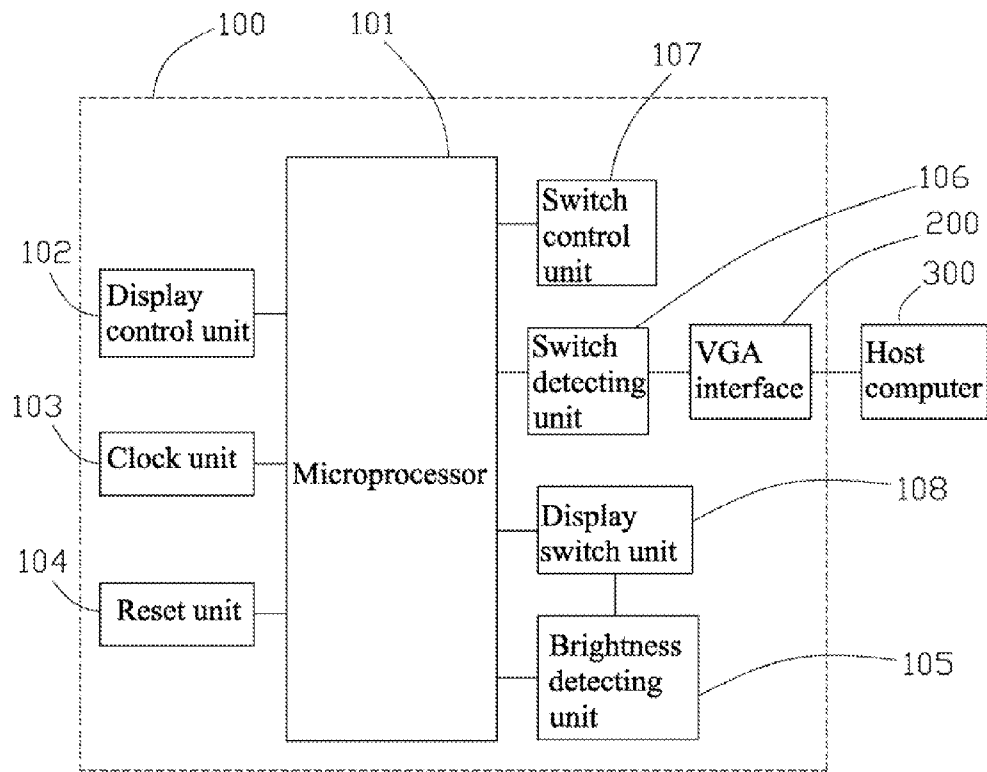 100
101
107
Switch
control
unit
106
200
300
102
Display
control unit
Switch
detecting
unit
VGA
interface
Host
computer
103
Clock unit
Microprocessor
108
Display
switch unit
104
Reset unit
Brightness
detecting
unit
105